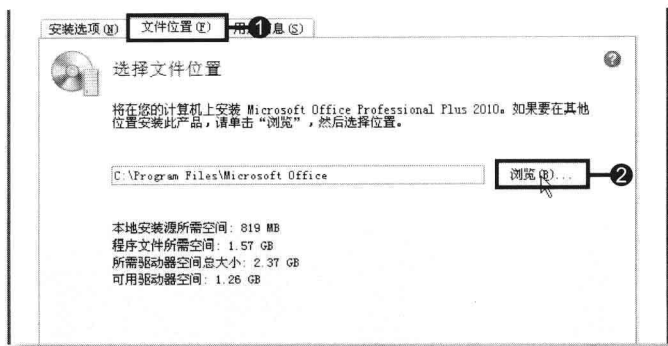 安装选项(N) 文件位置(F) 息(S)
1
选择文件位置
将在您的计算机上安装 Microsoft Office Professional Plus 2010。如果要在其他
位置安装此产品，请单击“浏览”，然后选择位置。
C:\Program Files\Microsoft Office
浏览(R)...
2
本地安装源所需空间: 819 MB
程序文件所需空间: 1.57 GB
所需驱动器空间总大小: 2.37 GB
可用驱动器空间: 1.26 GB